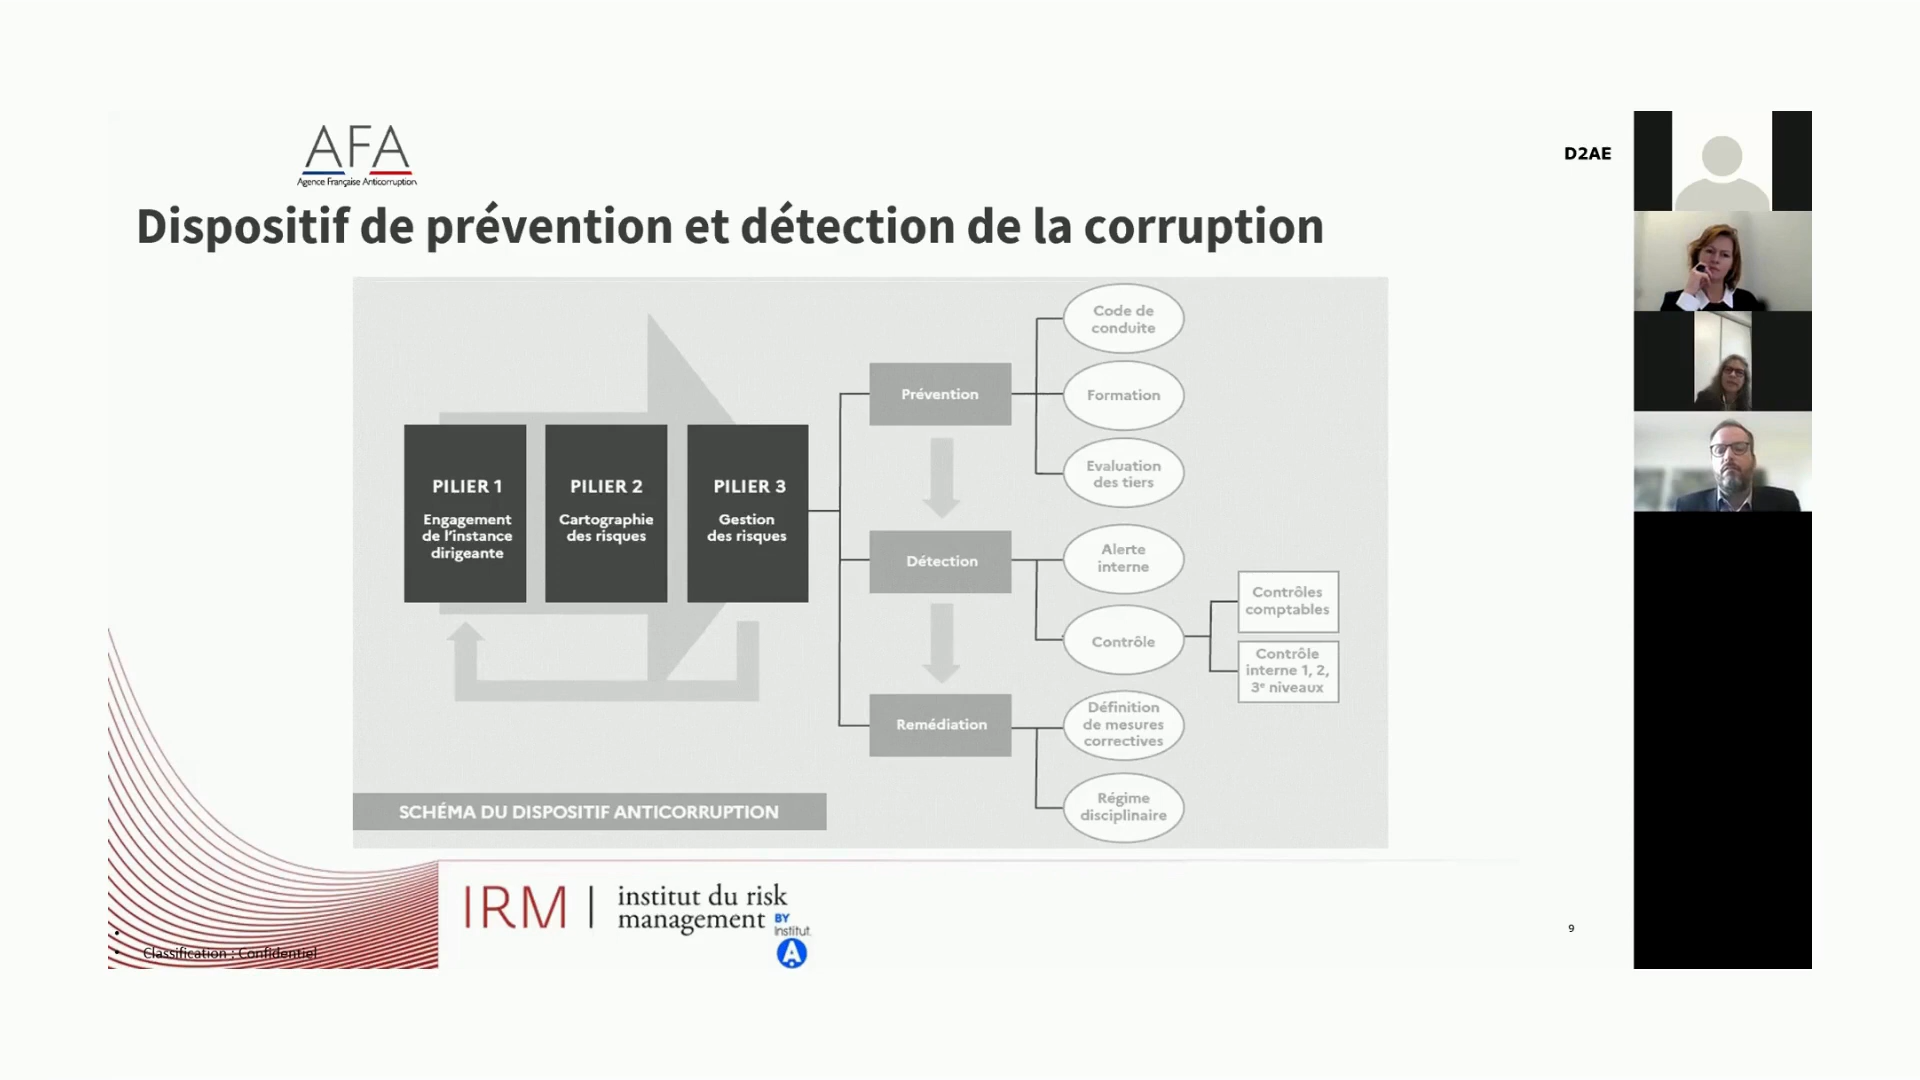 AFA
Agence Française Anticorruption
D2AE
Dispositif de prévention et détection de la corruption
PILIER 1
Engagement
de l'instance
dirigeante
PILIER 2
Cartographie
des risques
PILIER 3
Gestion
des risques
Prévention
Code de
conduite
Formation
Evaluation
des tiers
Détection
Alerte
interne
Contrôle
Contrôles
comptables
Contrôle
interne 1, 2,
3e niveaux
Remédiation
Définition
de mesures
correctives
Régime
disciplinaire
SCHÉMA DU DISPOSITIF ANTICORRUPTION
IRM | institut du risk
management
BY
Institut.
A
Classification : Confidentiel
9